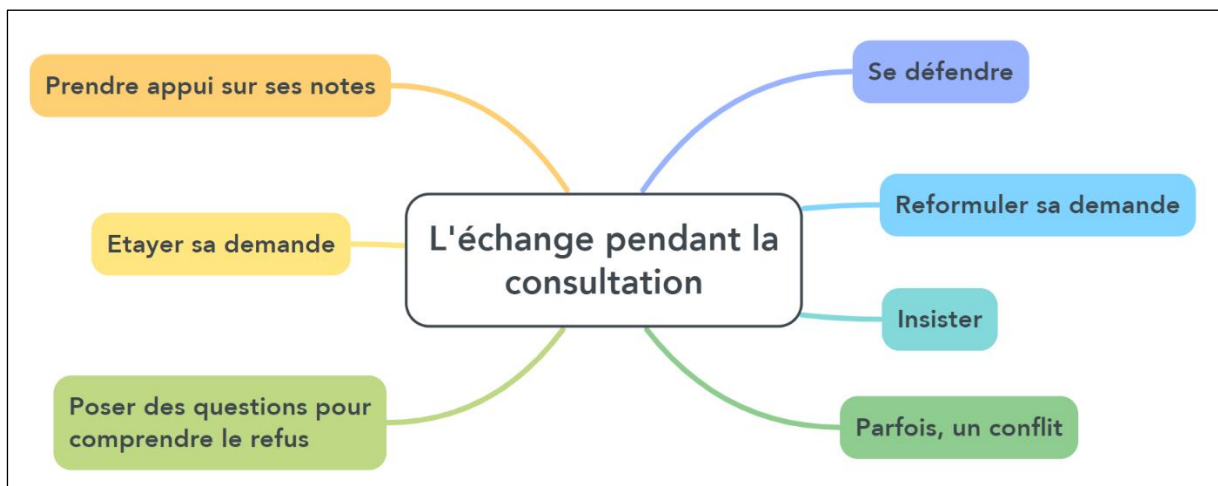 Prendre appui sur ses notes
Etayer sa demande
Poser des questions pour
comprendre le refus
L'échange pendant la
consultation
Se défendre
Reformuler sa demande
Insister
Parfois, un conflit